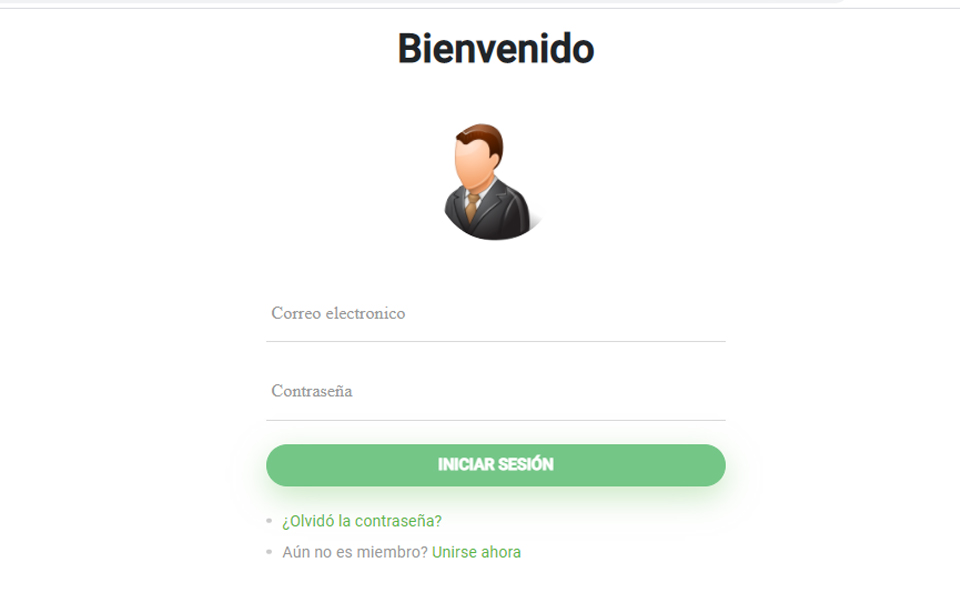 Bienvenido
Correo electronico
Contraseña
INICIAR SESIÓN
¿Olvidó la contraseña?
Aún no es miembro? Unirse ahora